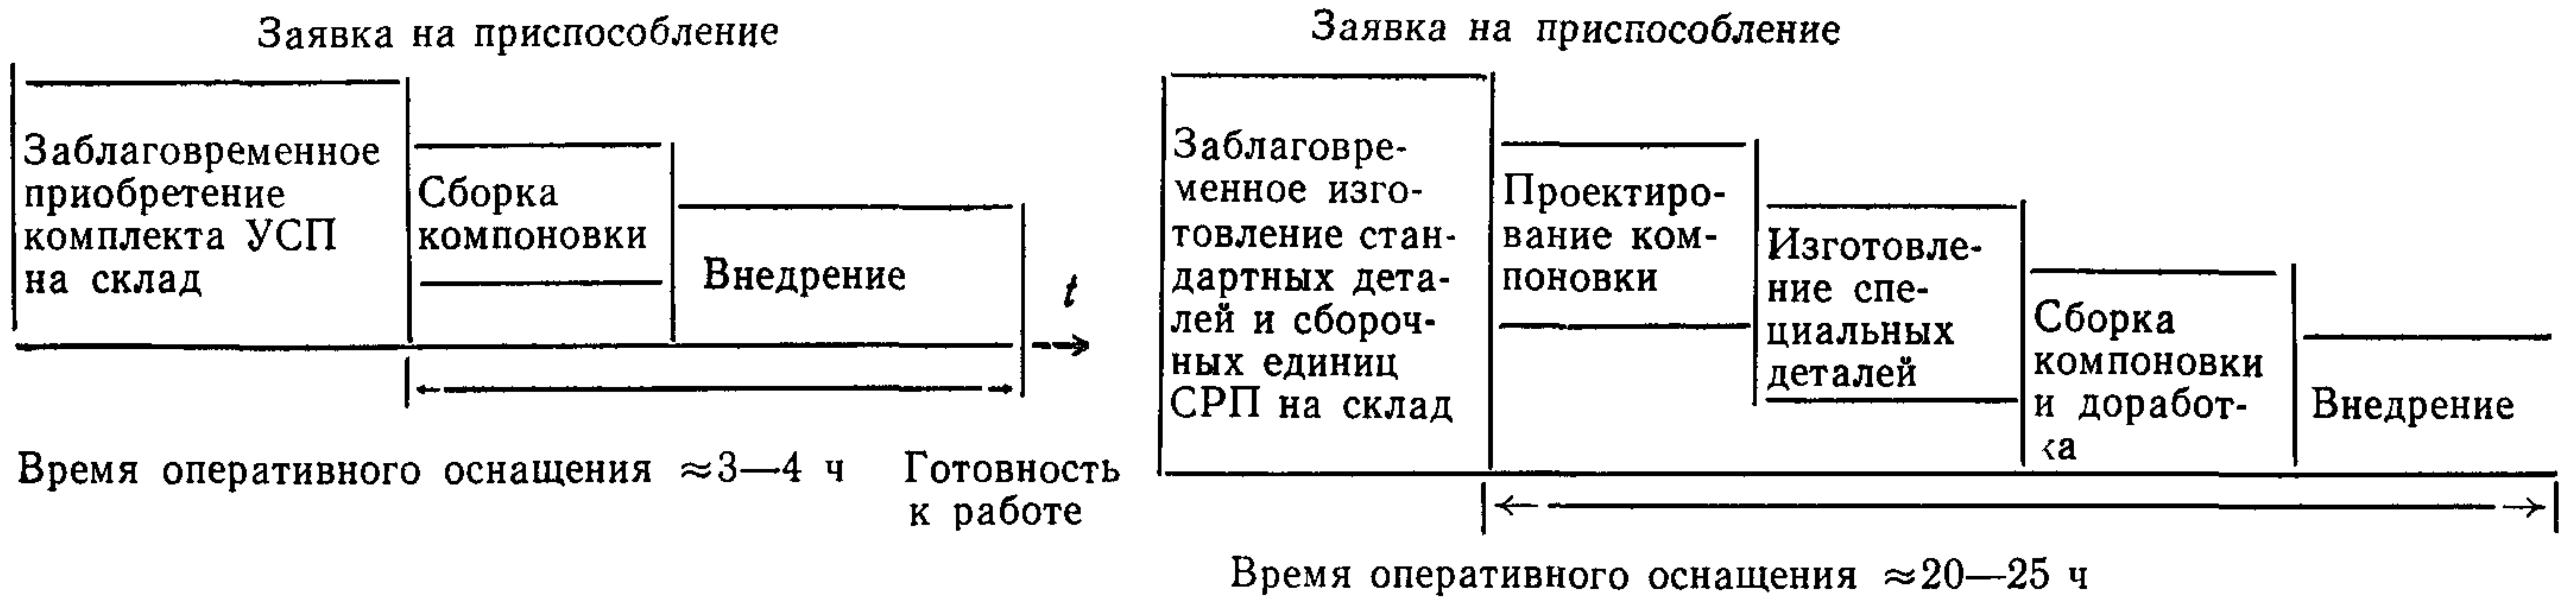 Заявка на приспособление
Заблаговременное
приобретение
комплекта УСП
на склад
Сборка
компоновки
Внедрение
t
Время оперативного оснащения ≈3—4 ч
Готовность
к работе
Заявка на приспособление
Заблаговре-
менное изго-
товление стан-
дартных дета-
лей и сбороч-
ных единиц
СРП на склад
Проектиро-
вание ком-
поновки
Изготовле-
ние спе-
циальных
деталей
Сборка
компоновки
и доработ-
ка
Внедрение
Время оперативного оснащения ≈20—25 ч